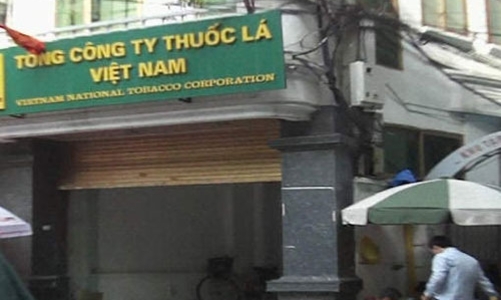 TỔNG CÔNG TY THUỐC LÁ
VIỆT NAM
VIETNAM NATIONAL TOBACCO CORPORATION